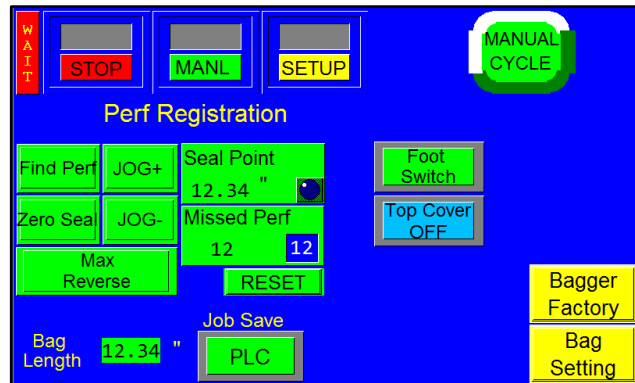 WAIT
STOP
MANL
SETUP
MANUAL
CYCLE
Perf Registration
Find Perf
JOG+
Seal Point
12.34 "
Foot
Switch
Zero Seal
JOG-
Missed Perf
12
12
Top Cover
OFF
Max
Reverse
RESET
Bagger
Factory
Job Save
Bag
Length
12.34 "
PLC
Bag
Setting